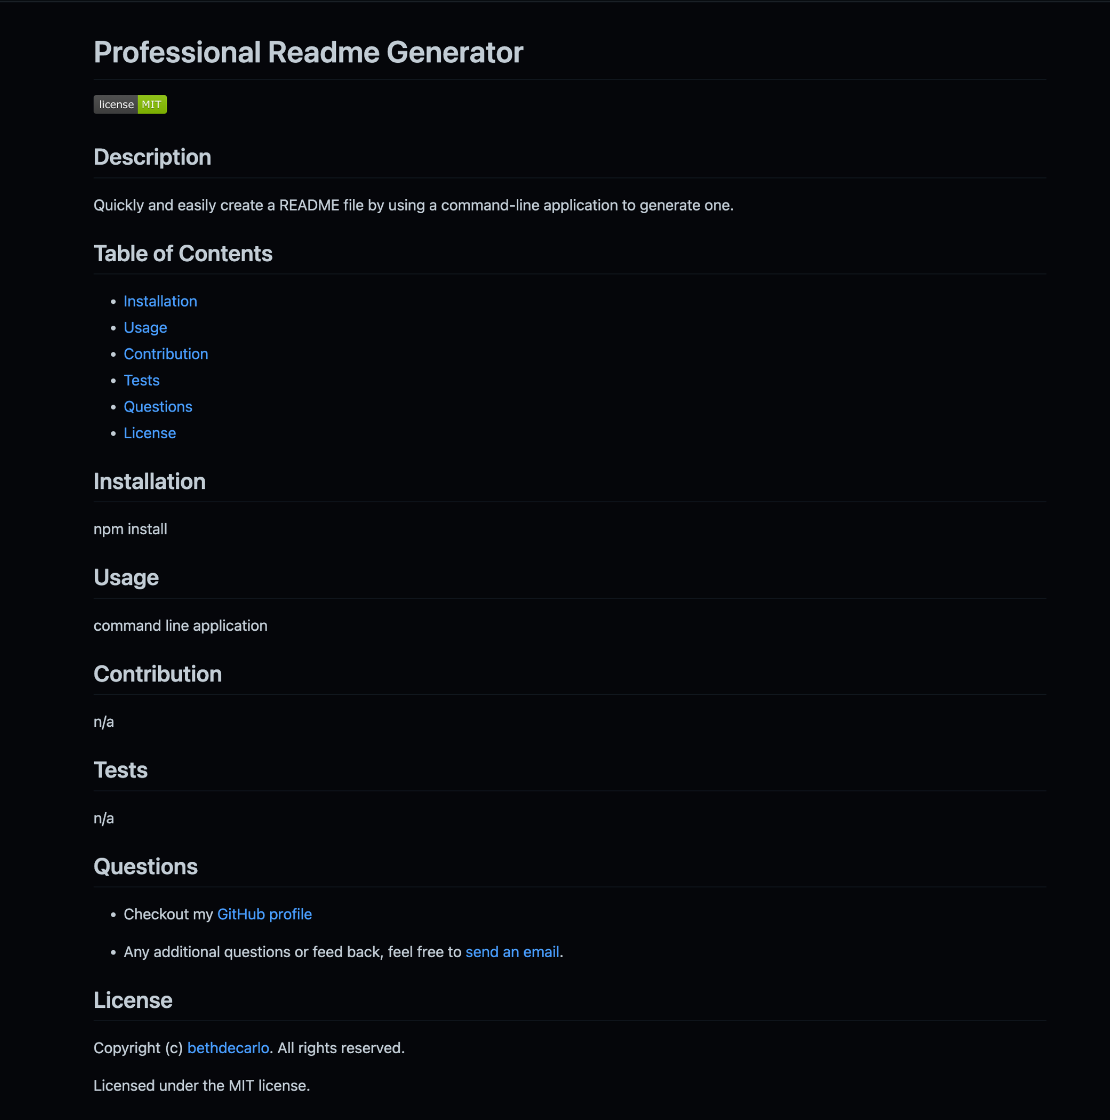 Professional Readme Generator
license MIT
Description
Quickly and easily create a README file by using a command-line application to generate one.
Table of Contents
• Installation
• Usage
• Contribution
• Tests
• Questions
• License
Installation
npm install
Usage
command line application
Contribution
n/a
Tests
n/a
Questions
• Checkout my GitHub profile
• Any additional questions or feed back, feel free to send an email.
License
Copyright (c) bethdecarlo. All rights reserved.
Licensed under the MIT license.